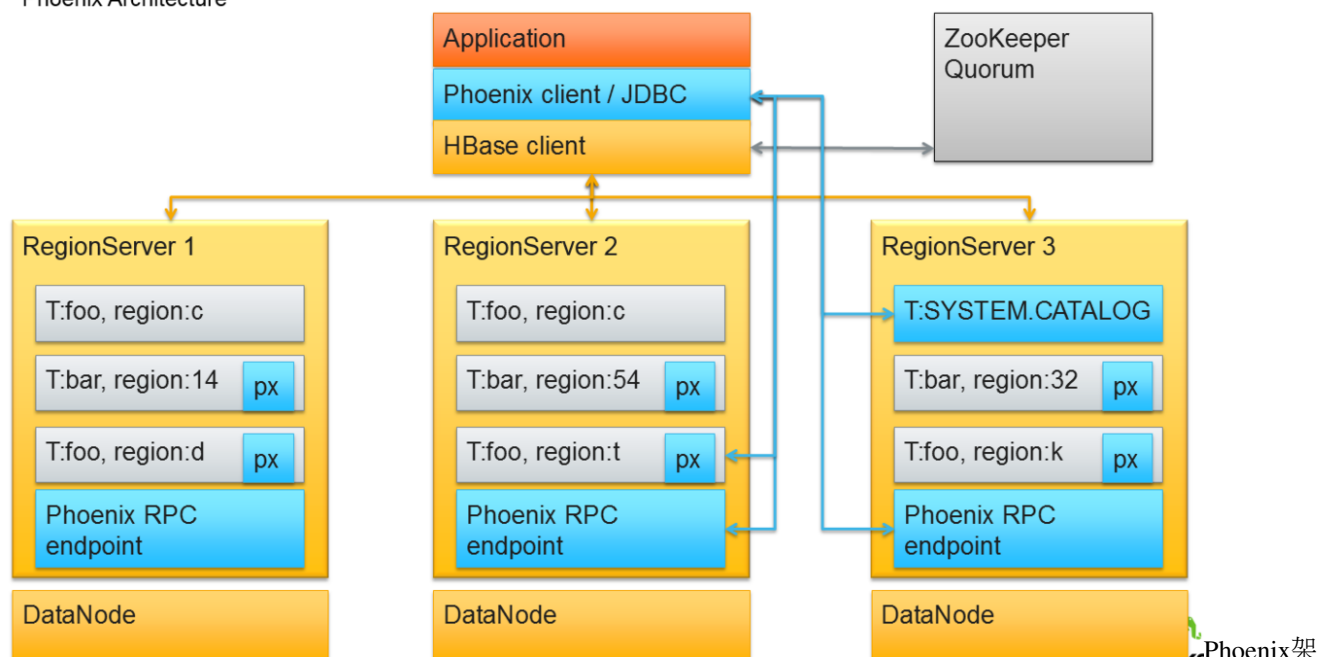 Phoenix Architecture
Application
Phoenix client / JDBC
HBase client
ZooKeeper
Quorum
RegionServer 1
T:foo, region:c
T:bar, region:14
px
T:foo, region:d
px
Phoenix RPC
endpoint
DataNode
RegionServer 2
T:foo, region:c
T:bar, region:54
px
T:foo, region:t
px
Phoenix RPC
endpoint
DataNode
RegionServer 3
T:SYSTEM.CATALOG
T:bar, region:32
px
T:foo, region:k
px
Phoenix RPC
endpoint
DataNode
Phoenix架